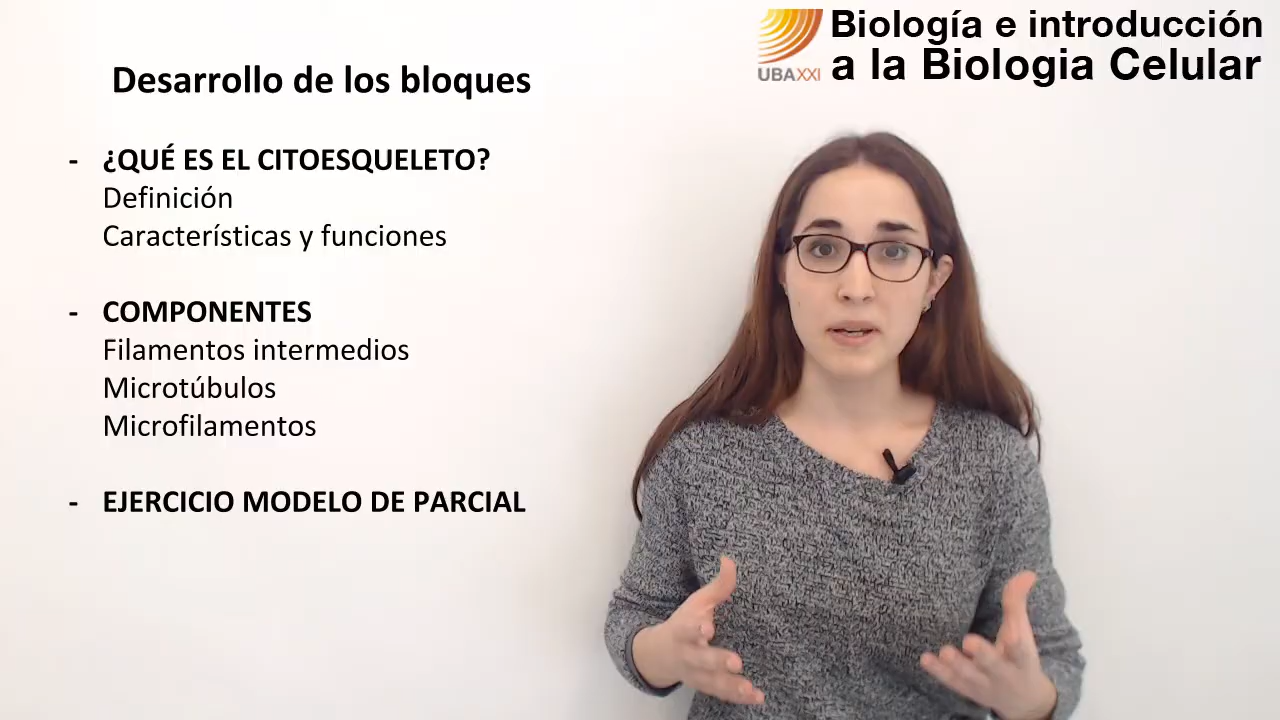 Desarrollo de los bloques
- ¿QUÉ ES EL CITOESQUELETO?
Definición
Características y funciones
- COMPONENTES
Filamentos intermedios
Microtúbulos
Microfilamentos
- EJERCICIO MODELO DE PARCIAL
UBAXXI
Biología e introducción
a la Biologia Celular